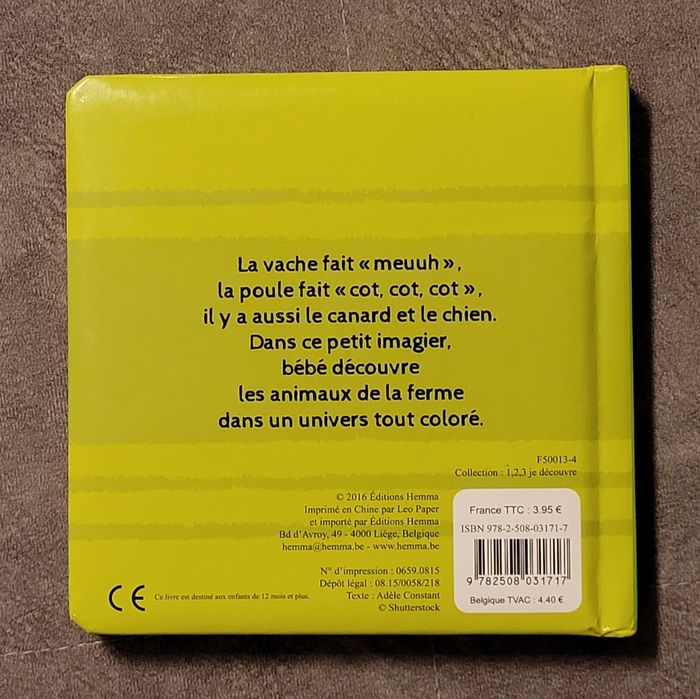 La vache fait « meuuh »,
la poule fait « cot, cot, cot »,
il y a aussi le canard et le chien.
Dans ce petit imagier,
bébé découvre
les animaux de la ferme
dans un univers tout coloré.
F50013-4
Collection : 1,2,3 je découvre
© 2016 Éditions Hemma
Imprimé en Chine par Leo Paper
et importé par Éditions Hemma
Bd d'Avroy, 49 - 4000 Liège, Belgique
hemma@hemma.be - www.hemma.be
N° d'impression : 0659.0815
Dépôt légal : 08.15/0058/218
Texte : Adèle Constant
© Shutterstock
CE Ce livre est destiné aux enfants de 12 mois et plus.
France TTC : 3.95 €
ISBN 978-2-508-03171-7
9 782508 031717
Belgique TVAC : 4.40 €